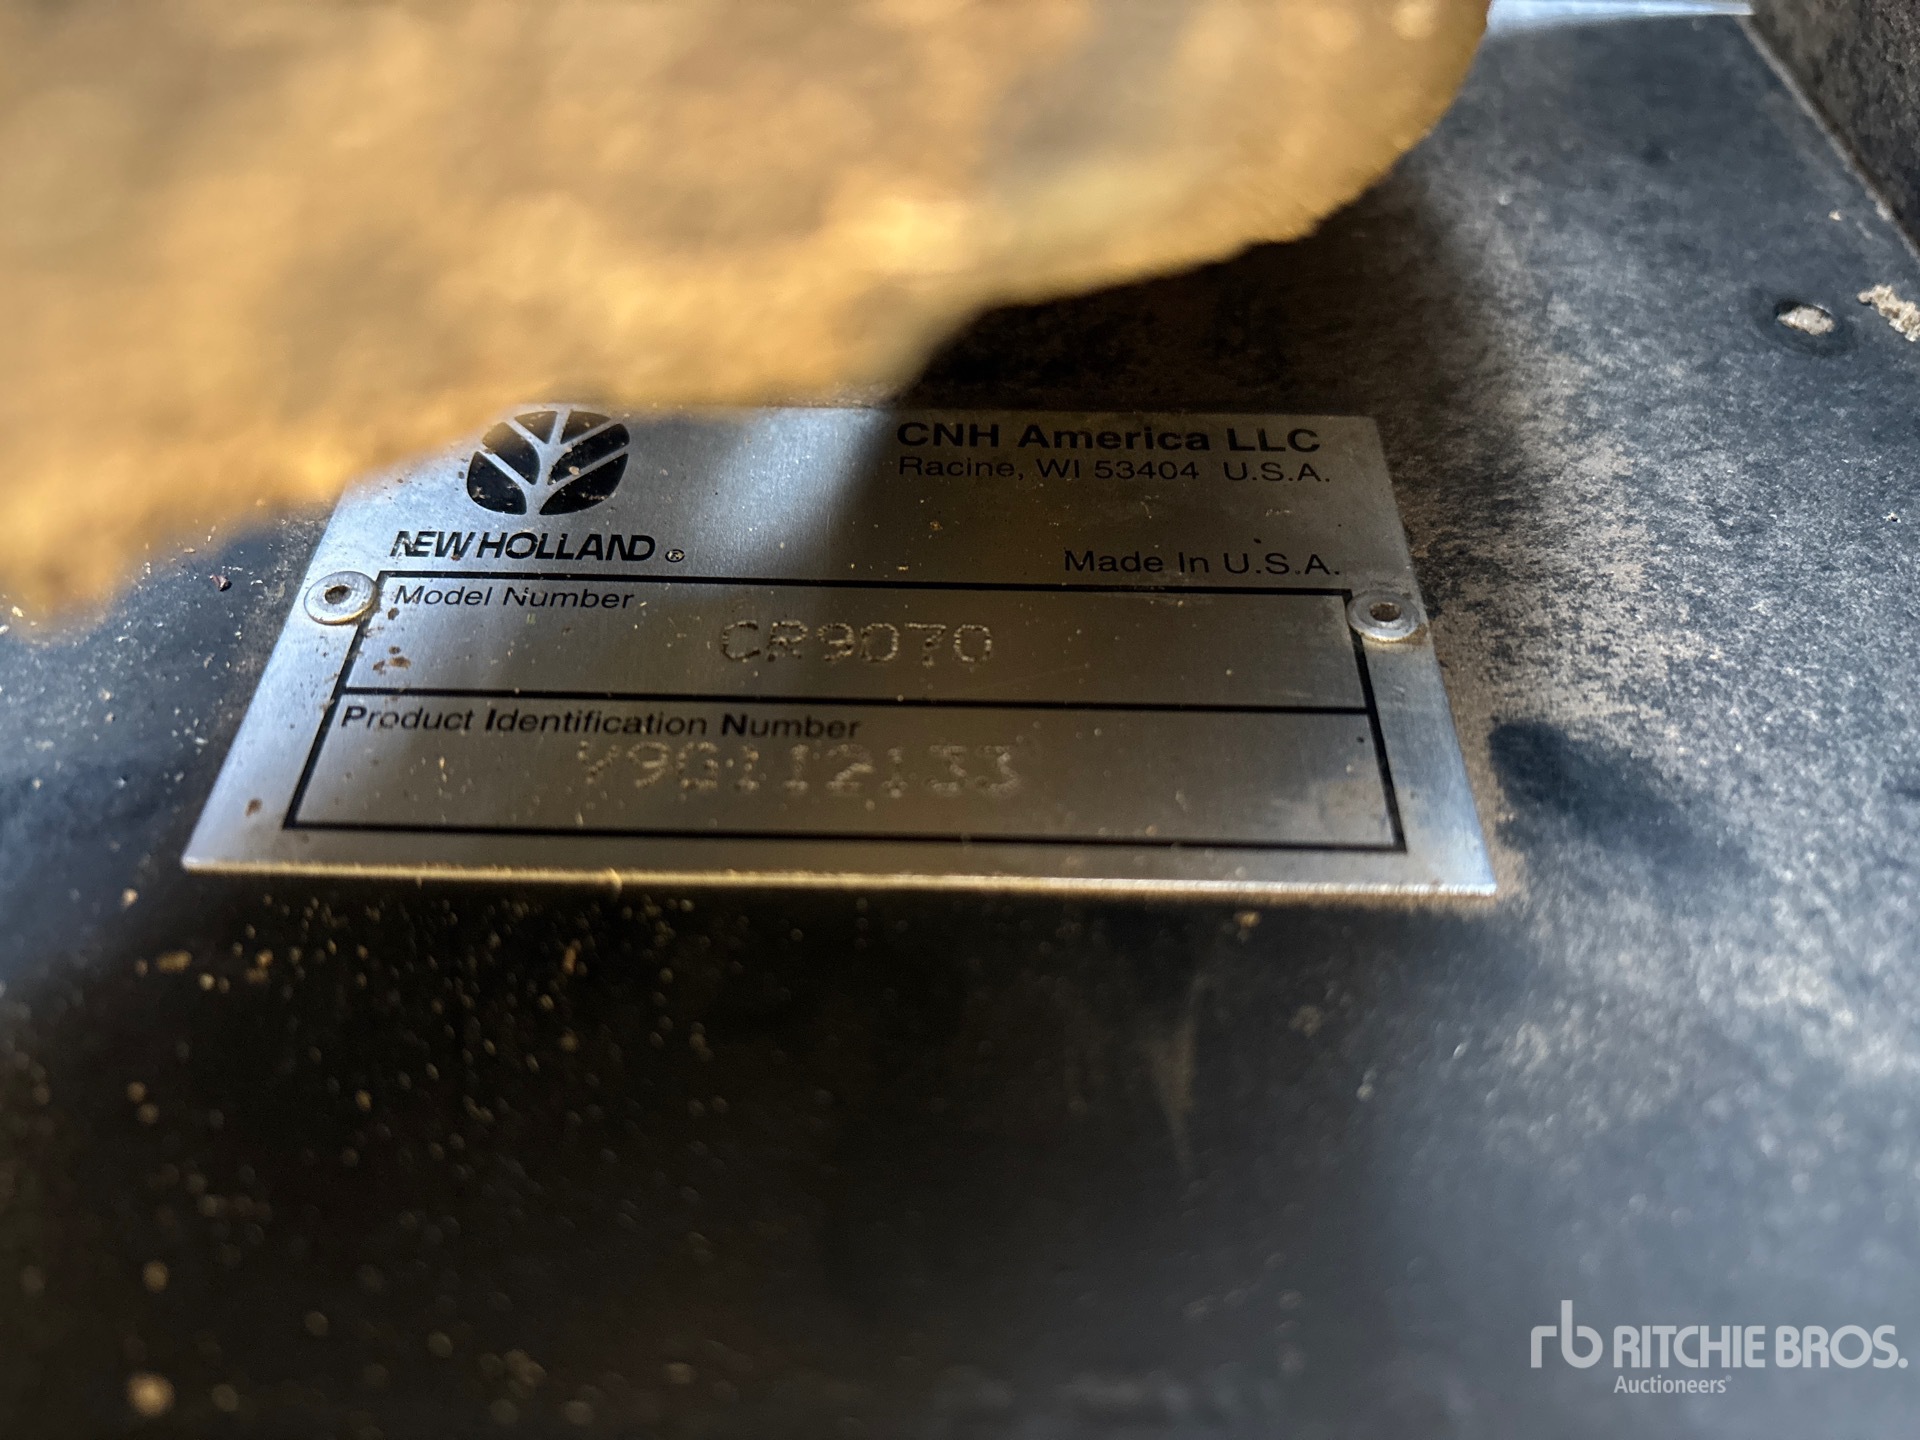 NEW HOLLAND ®
CNH America LLC
Racine, WI 53404 U.S.A.
Made In U.S.A.
Model Number
CR9070
Product Identification Number
Y9G112133
rb RITCHIE BROS.
Auctioneers